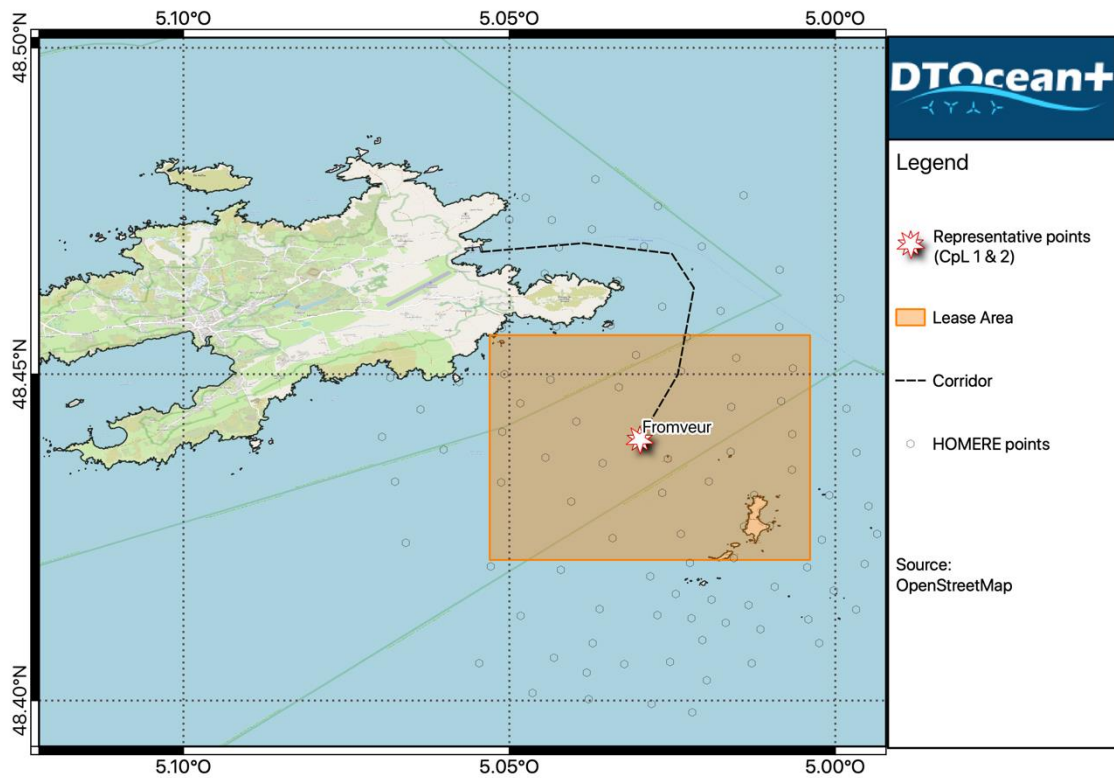 5.10°O
5.05°O
5.00°O
48.50°N
48.45°N
48.40°N
DTOcean+
Legend
Representative points
(CpL 1 & 2)
Lease Area
Corridor
HOMERE points
Source:
OpenStreetMap
Fromveur
5.10°O
5.05°O
5.00°O